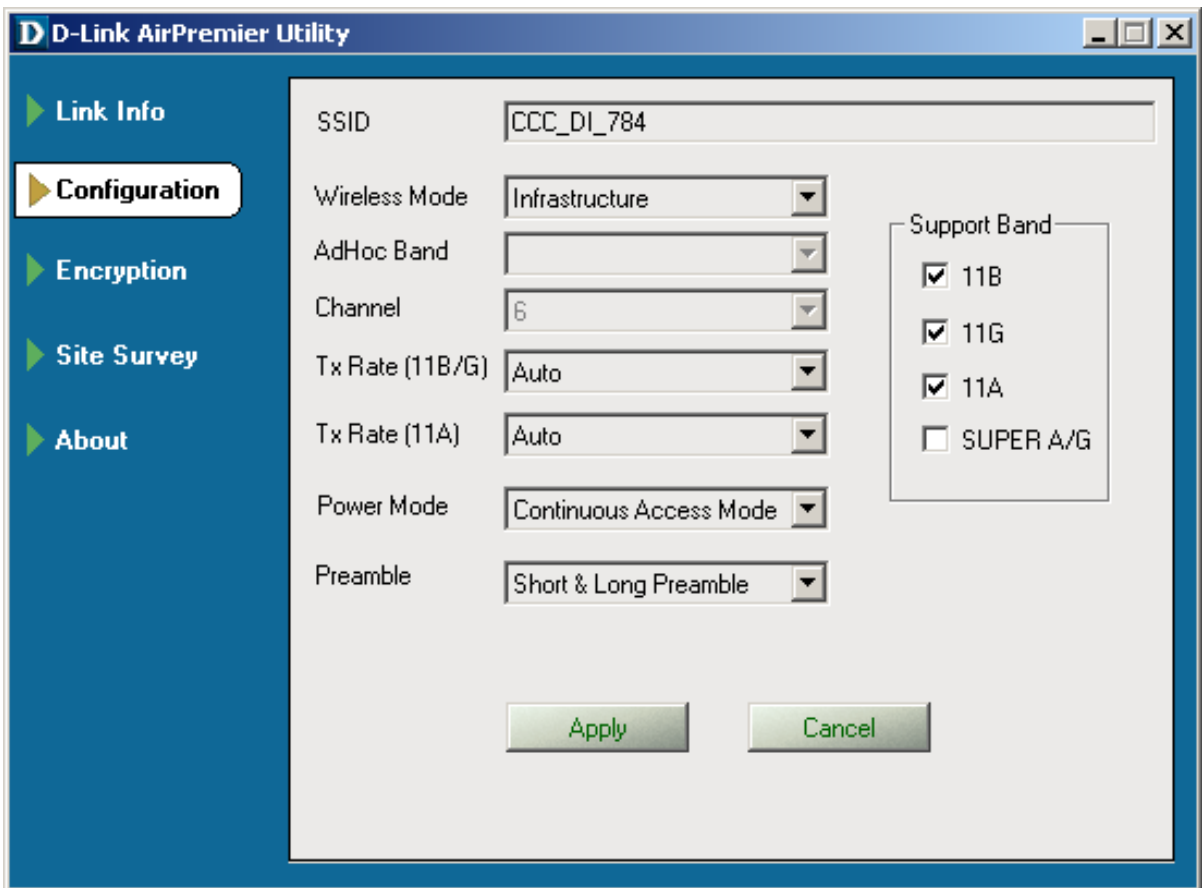 D D-Link AirPremier Utility
Link Info
Configuration
Encryption
Site Survey
About
SSID CCC_DI_784
Wireless Mode Infrastructure
AdHoc Band
Channel 6
Tx Rate (11B/G) Auto
Tx Rate (11A) Auto
Power Mode Continuous Access Mode
Preamble Short & Long Preamble
Support Band
11B
11G
11A
SUPER A/G
Apply Cancel